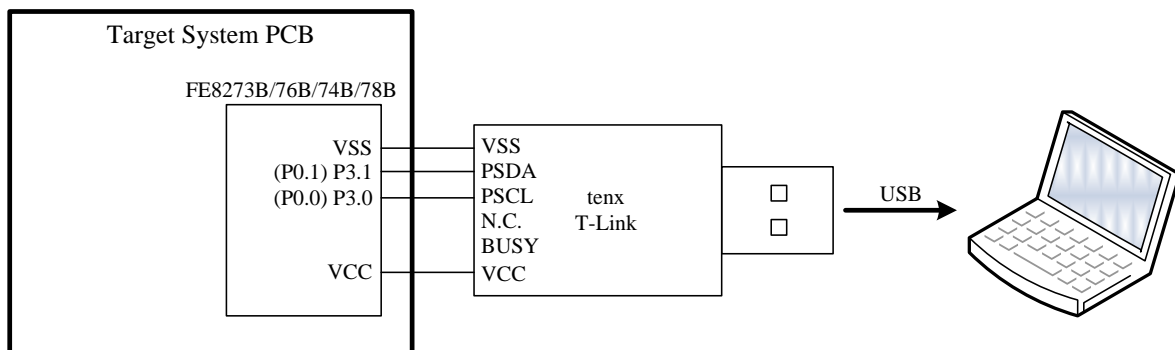 Target System PCB
FE8273B/76B/74B/78B
VSS
(P0.1) P3.1
(P0.0) P3.0
VCC
VSS
PSDA
PSCL
N.C.
BUSY
VCC
tenx
T-Link
USB